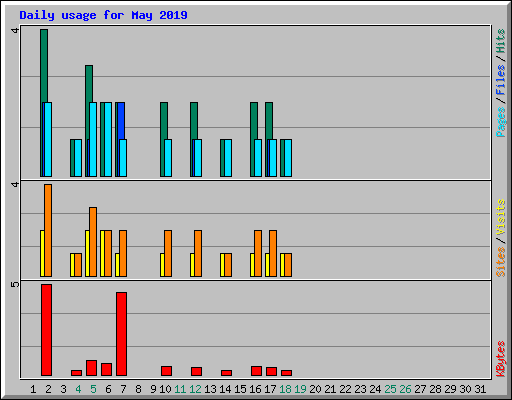 Daily usage for May 2019
4
Pages / Files / Hits
4
Sites / Visits
5
KBytes
1 2 3 4 5 6 7 8 9 10 11 12 13 14 15 16 17 18 19 20 21 22 23 24 25 26 27 28 29 30 31